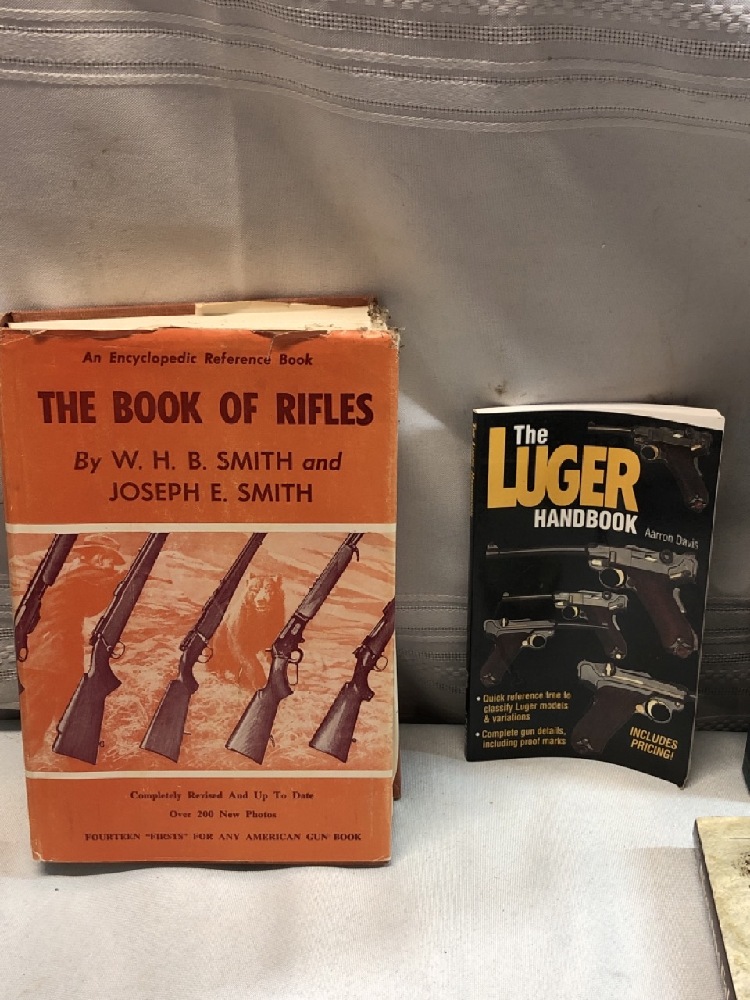 An Encyclopedic Reference Book
THE BOOK OF RIFLES
By W. H. B. SMITH and
JOSEPH E. SMITH
Completely Revised And Up To Date
Over 200 New Photos
FOURTEEN "FIRSTS" FOR ANY AMERICAN GUN BOOK
The
LUGER
HANDBOOK
Aarron Davis
• Quick reference line to
classify Luger models
& variations
• Complete gun details,
including proof marks
INCLUDES
PRICING!